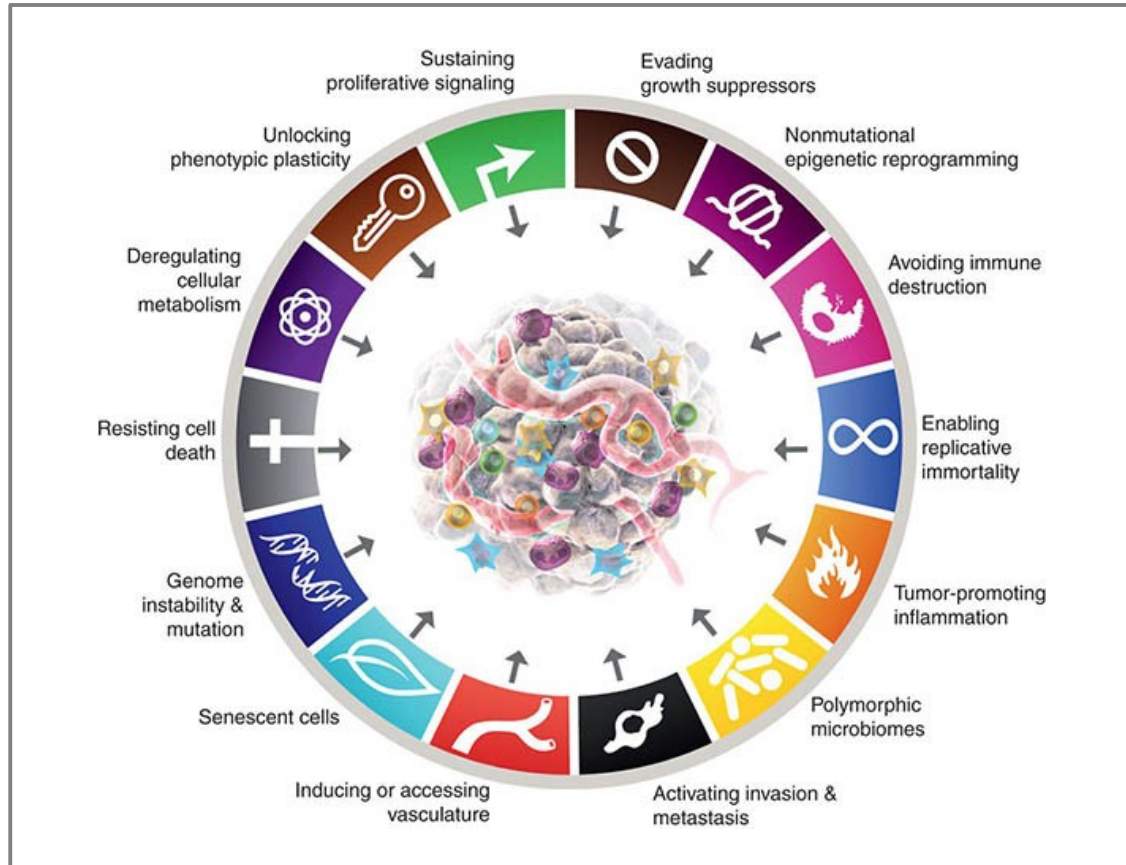 Sustaining
proliferative signaling
Evading
growth suppressors
Nonmutational
epigenetic reprogramming
Avoiding immune
destruction
Enabling
replicative
immortality
Tumor-promoting
inflammation
Polymorphic
microbiomes
Activating invasion &
metastasis
Inducing or accessing
vasculature
Senescent cells
Genome
instability &
mutation
Resisting cell
death
Deregulating
cellular
metabolism
Unlocking
phenotypic plasticity